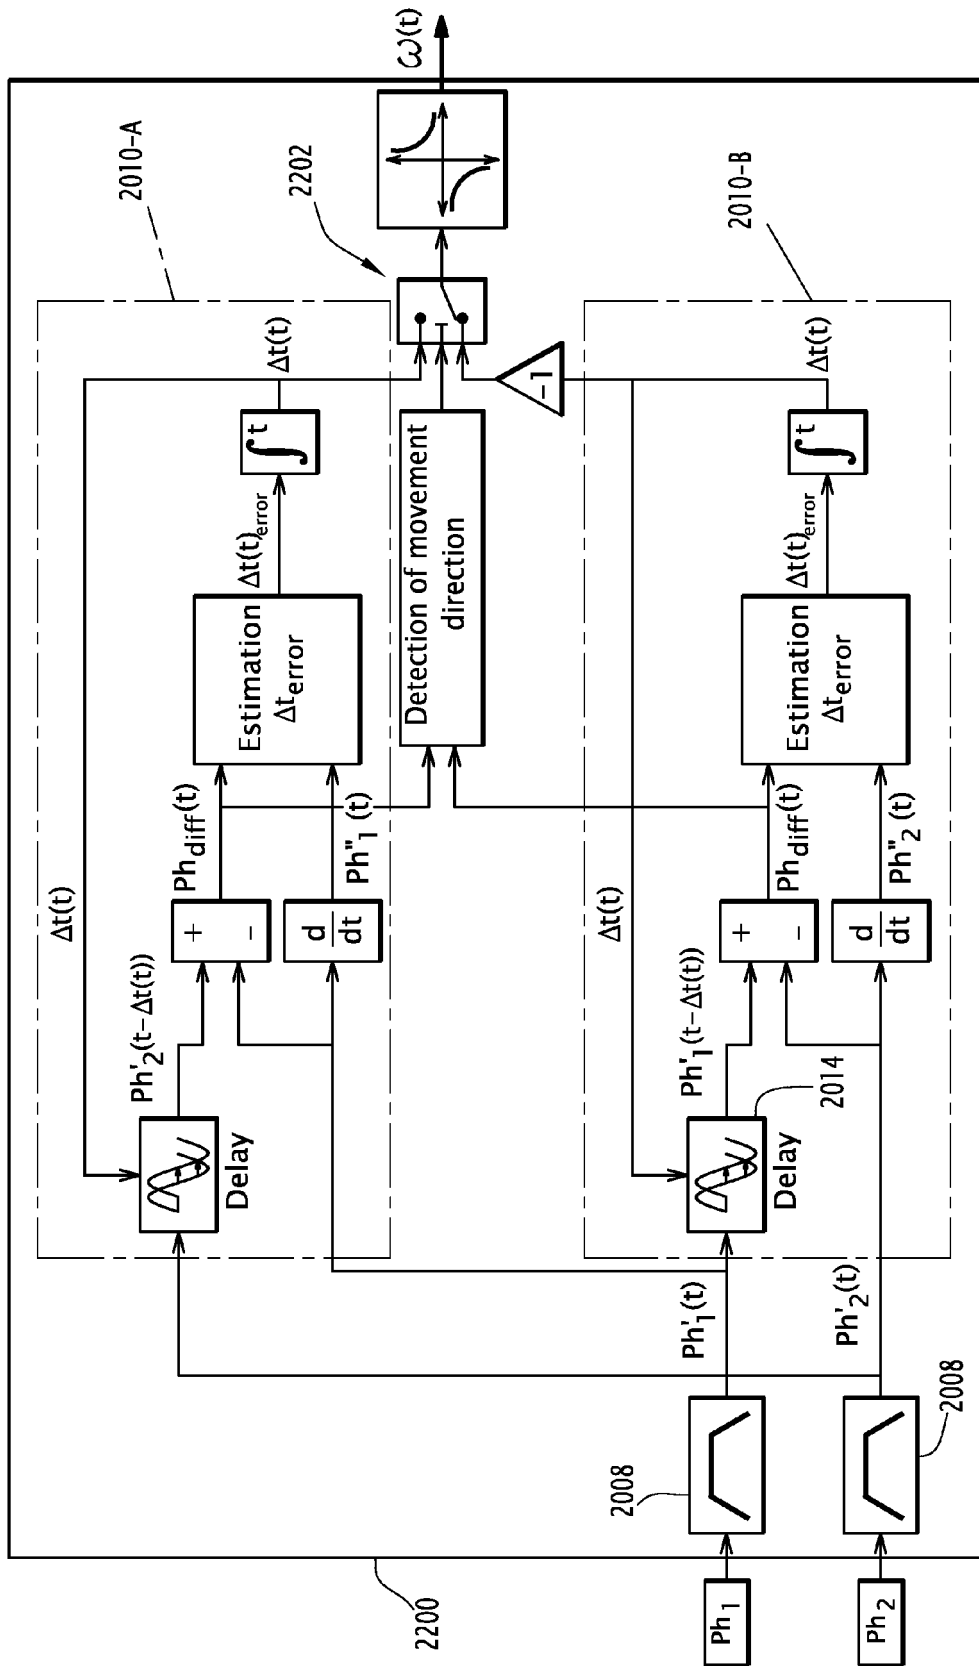 2200
Ph1
Ph2
2008
2008
Ph'1(t)
Ph'2(t)
2010-A
Δt(t)
Delay
Ph'2(t-Δt(t))
+
-
d
dt
Phdiff(t)
Ph"1(t)
Estimation
Δterror
Δt(t)error
∫t
Δt(t)
Detection of movement
direction
2202
-1
ω(t)
2010-B
Δt(t)
Delay
2014
Ph'1(t-Δt(t))
+
-
d
dt
Phdiff(t)
Ph"2(t)
Estimation
Δterror
Δt(t)error
∫t
Δt(t)